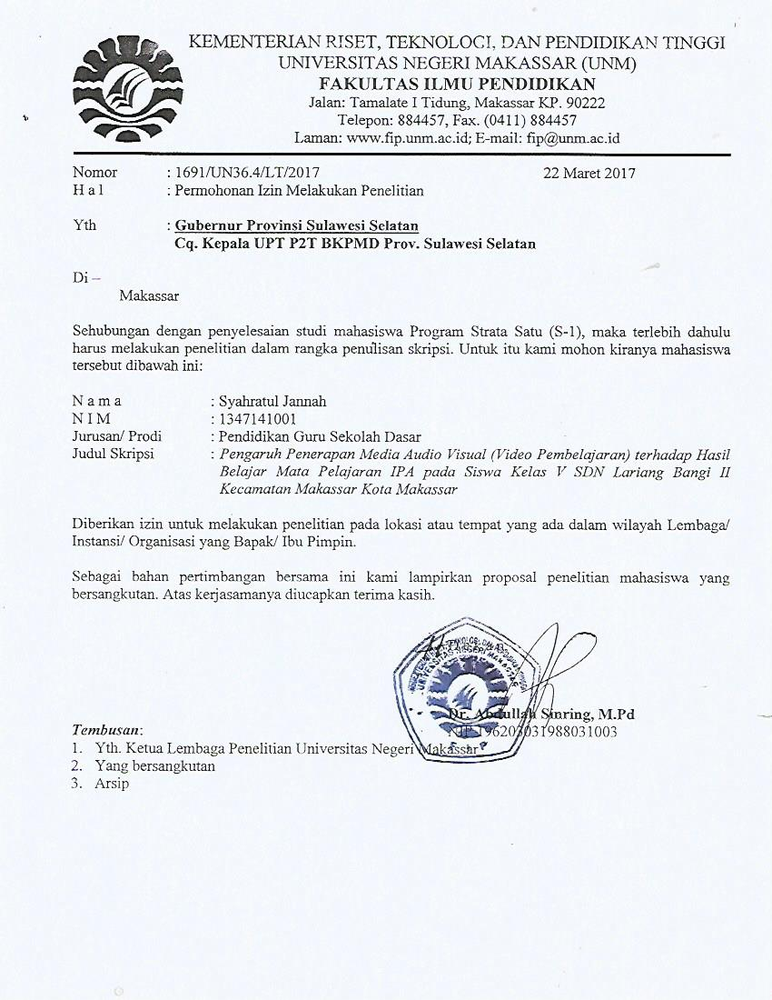 KEMENTERIAN RISET, TEKNOLOGI, DAN PENDIDIKAN TINGGI
UNIVERSITAS NEGERI MAKASSAR (UNM)
FAKULTAS ILMU PENDIDIKAN
Jalan: Tamalate I Tidung, Makassar KP. 90222
Telepon: 884457, Fax. (0411) 884457
Laman: www.fip.unm.ac.id; E-mail: fip@unm.ac.id
Nomor : 1691/UN36.4/LT/2017 22 Maret 2017
H a l : Permohonan Izin Melakukan Penelitian
Yth : Gubernur Provinsi Sulawesi Selatan
Cq. Kepala UPT P2T BKPMD Prov. Sulawesi Selatan
Di –
Makassar
Sehubungan dengan penyelesaian studi mahasiswa Program Strata Satu (S-1), maka terlebih dahulu
harus melakukan penelitian dalam rangka penulisan skripsi. Untuk itu kami mohon kiranya mahasiswa
tersebut dibawah ini:
N a m a : Syahratul Jannah
N I M : 1347141001
Jurusan/ Prodi : Pendidikan Guru Sekolah Dasar
Judul Skripsi : Pengaruh Penerapan Media Audio Visual (Video Pembelajaran) terhadap Hasil
Belajar Mata Pelajaran IPA pada Siswa Kelas V SDN Lariang Bangi II
Kecamatan Makassar Kota Makassar
Diberikan izin untuk melakukan penelitian pada lokasi atau tempat yang ada dalam wilayah Lembaga/
Instansi/ Organisasi yang Bapak/ Ibu Pimpin.
Sebagai bahan pertimbangan bersama ini kami lampirkan proposal penelitian mahasiswa yang
bersangkutan. Atas kerjasamanya diucapkan terima kasih.
UNIVERSITAS NEGERI MAKASSAR
F I P
Dr. Abdullah Sinring, M.Pd
NIP 196203031988031003
Tembusan:
1. Yth. Ketua Lembaga Penelitian Universitas Negeri Makassar
2. Yang bersangkutan
3. Arsip